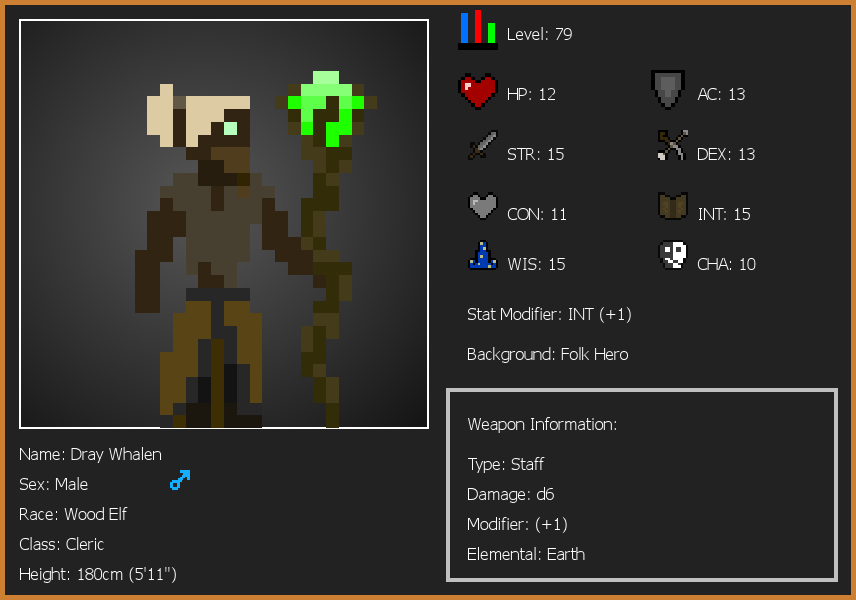 Level: 79
HP: 12
AC: 13
STR: 15
DEX: 13
CON: 11
INT: 15
WIS: 15
CHA: 10
Stat Modifier: INT (+1)
Background: Folk Hero
Weapon Information:
Type: Staff
Damage: d6
Modifier: (+1)
Elemental: Earth
Name: Dray Whalen
Sex: Male
Race: Wood Elf
Class: Cleric
Height: 180cm (5'11")